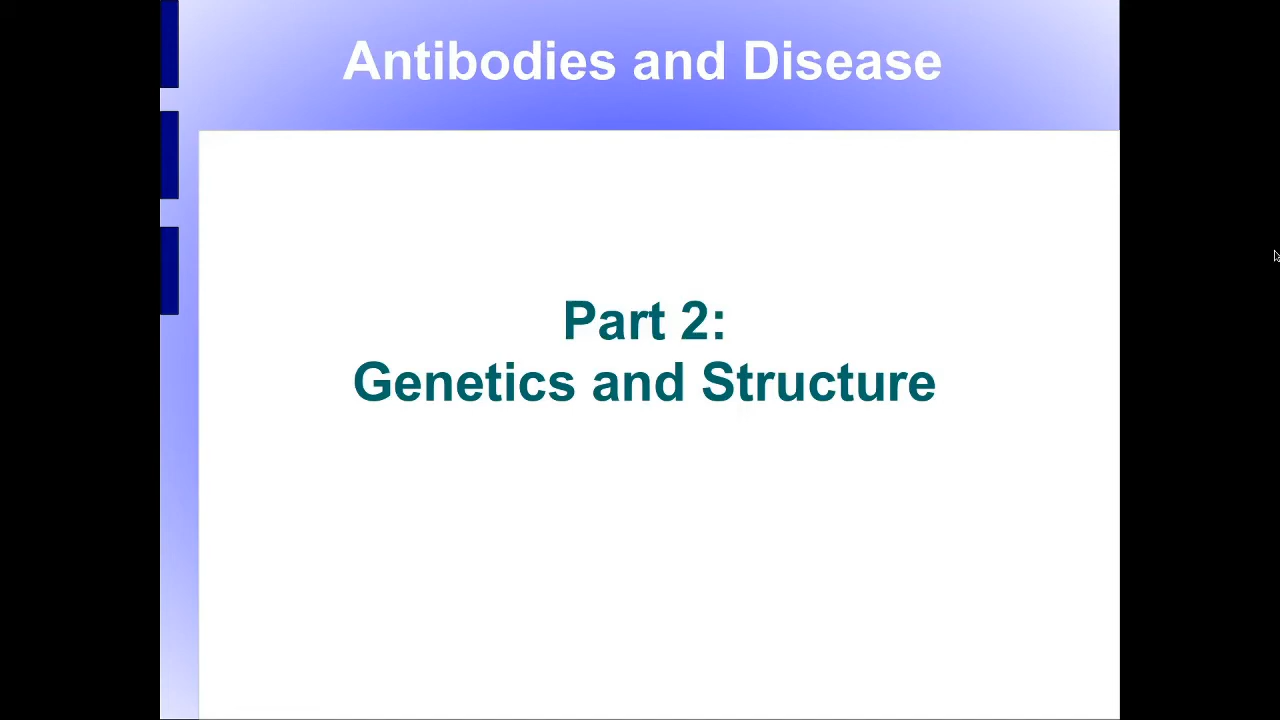 Antibodies and Disease
Part 2:
Genetics and Structure